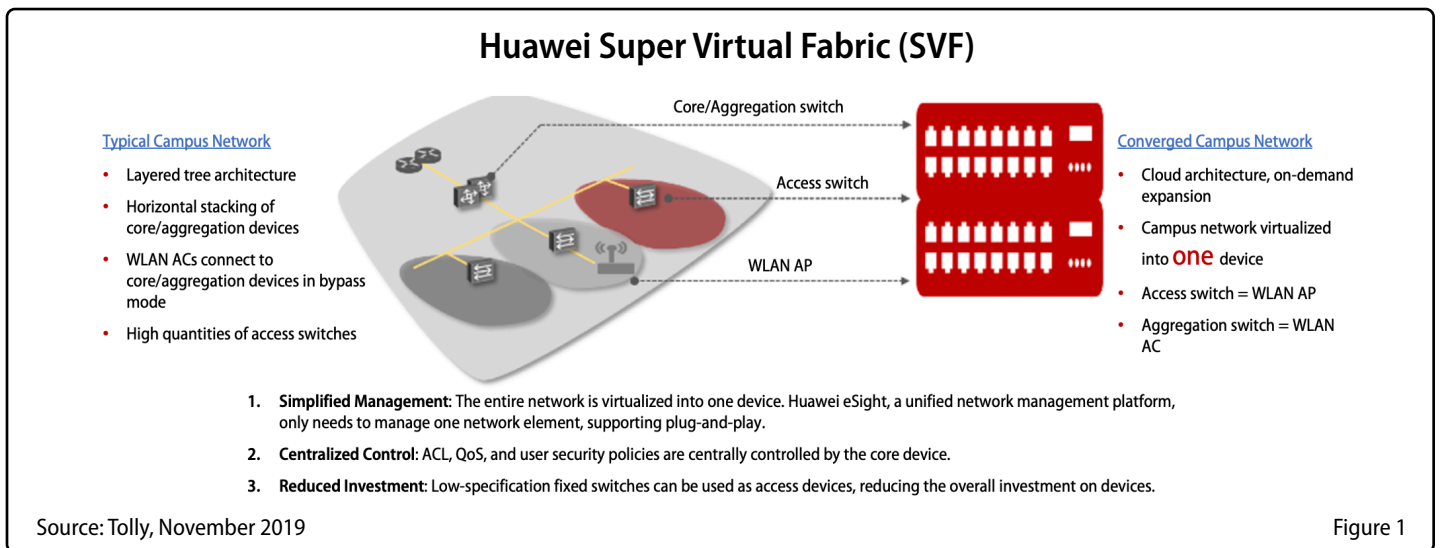 Huawei Super Virtual Fabric (SVF)
Typical Campus Network
• Layered tree architecture
• Horizontal stacking of
core/aggregation devices
• WLAN ACs connect to
core/aggregation devices in bypass
mode
• High quantities of access switches
Core/Aggregation switch
Access switch
WLAN AP
Converged Campus Network
• Cloud architecture, on-demand
expansion
• Campus network virtualized
into one device
• Access switch = WLAN AP
• Aggregation switch = WLAN
AC
1. Simplified Management: The entire network is virtualized into one device. Huawei eSight, a unified network management platform,
only needs to manage one network element, supporting plug-and-play.
2. Centralized Control: ACL, QoS, and user security policies are centrally controlled by the core device.
3. Reduced Investment: Low-specification fixed switches can be used as access devices, reducing the overall investment on devices.
Source: Tolly, November 2019
Figure 1